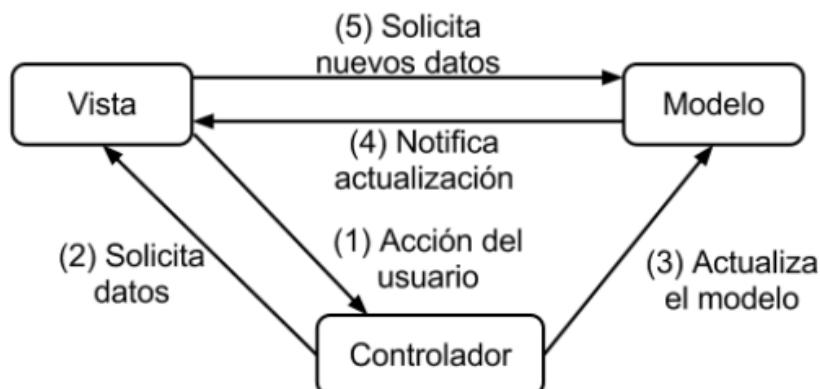 (5) Solicita
nuevos datos
Vista
Modelo
(4) Notifica
actualización
(2) Solicita
datos
(1) Acción del
usuario
(3) Actualiza
el modelo
Controlador